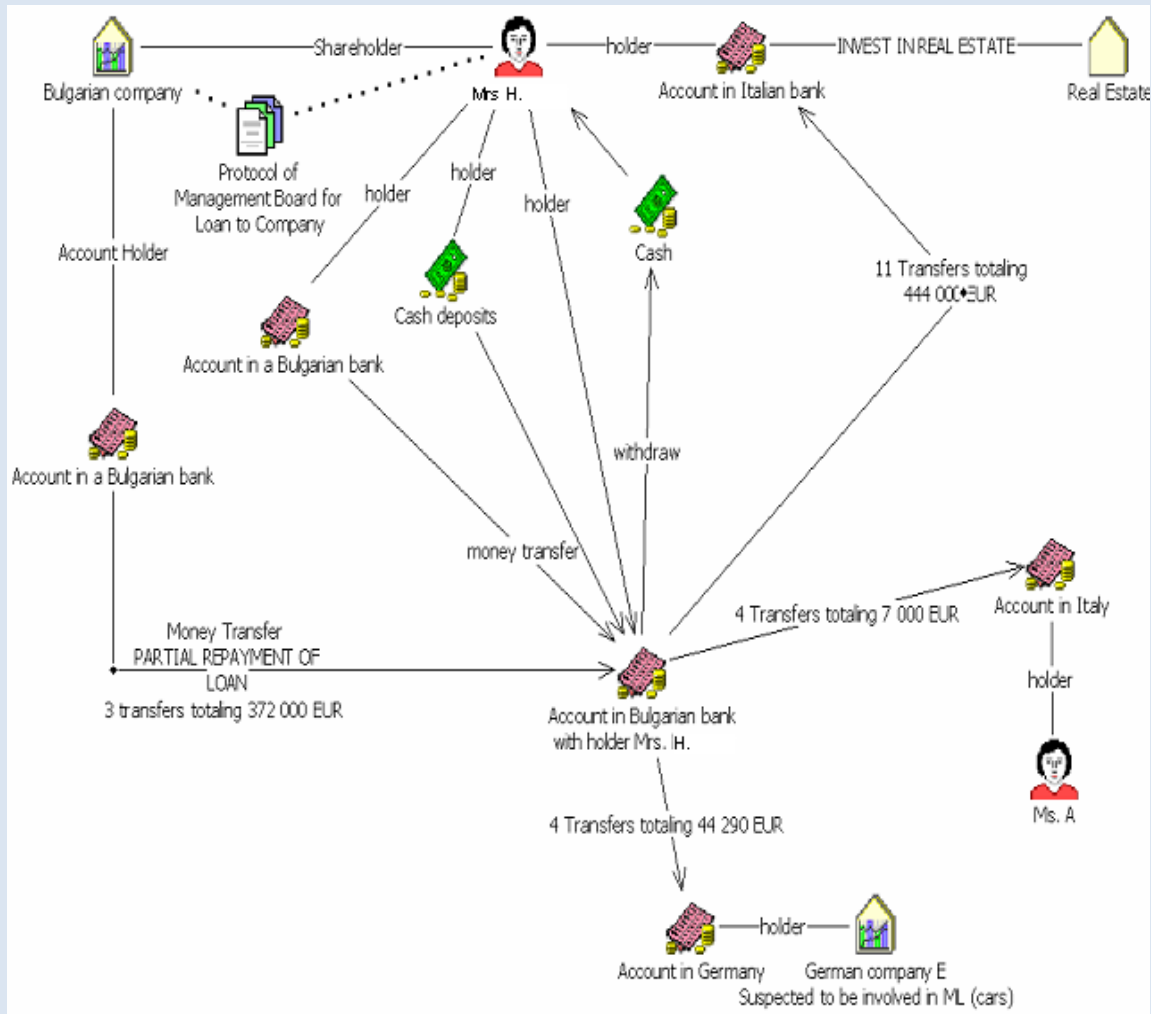 Shareholder
holder
INVEST IN REAL ESTATE
Bulgarian company
Mrs H.
Account in Italian bank
Real Estate
Protocol of
Management Board for
Loan to Company
holder
holder
holder
Cash
Account Holder
11 Transfers totaling
EUR
Cash deposits
Account in a Bulgarian bank
withdraw
Account in a Bulgarian bank
money transfer
4 Transfers totaling 7 000 EUR
Account in Italy
Money Transfer
PARTIAL REPAYMENT OF
LOAN
3 transfers totaling 372 000 EUR
holder
Account in Bulgarian bank
with holder Mrs. H.
Ms. A
4 Transfers totaling 44 290 EUR
holder
Account in Germany
German company E
Suspected to be involved in ML (cars)